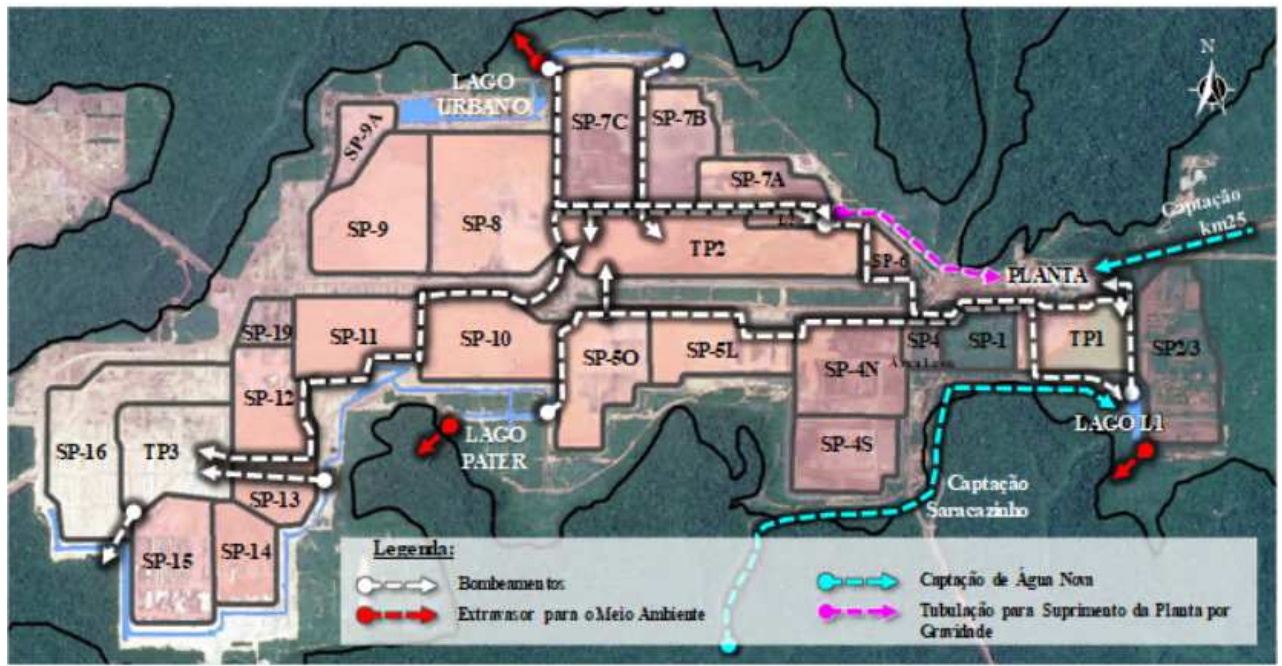 N
LAGO
URBANO
SP-7C
SP-7B
SP-9A
SP-7A
Captação
km25
SP-9
SP-8
TP2
SP-6
PLANTA
SP-19
SP-11
SP-10
SP-5O
SP-5L
SP4
SP-1
TP1
SP2/3
SP-4N
SP-12
LAGO L1
LAGO
PATER
SP-16
TP3
SP-4S
SP-13
Captação
Saracazinho
SP-15
SP-14
Legenda:
Bombeamentos
Extravasor para o Meio Ambiente
Captação de Água Nova
Tubulação para Suprimento da Planta por
Gravidade